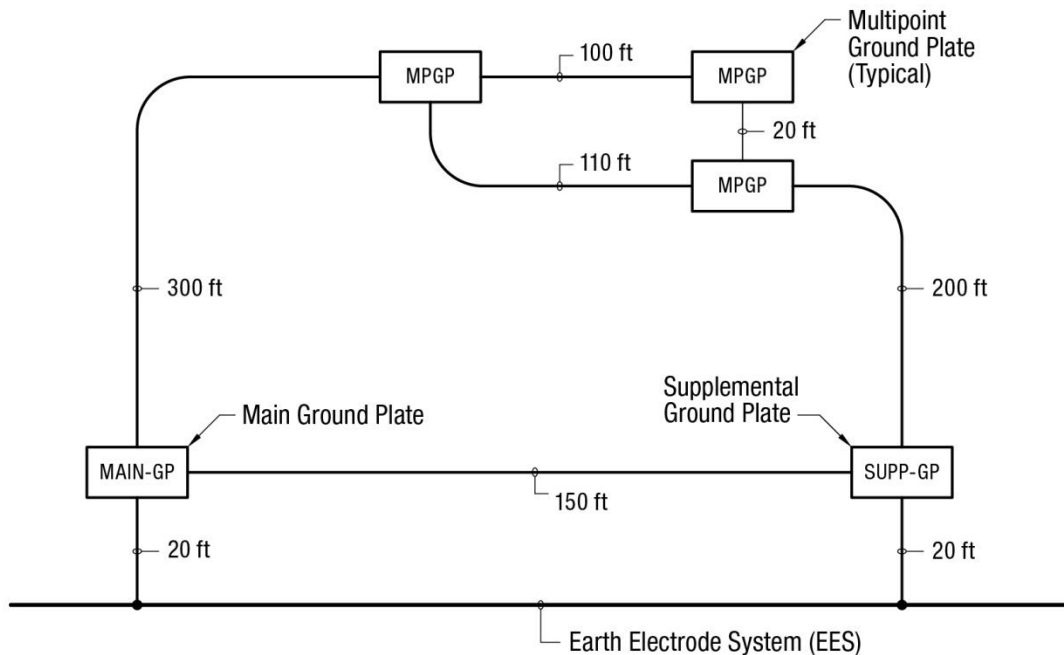 Multipoint
Ground Plate
(Typical)
MPGP
100 ft
MPGP
20 ft
110 ft
MPGP
300 ft
200 ft
Main Ground Plate
Supplemental
Ground Plate
MAIN-GP
150 ft
SUPP-GP
20 ft
20 ft
Earth Electrode System (EES)